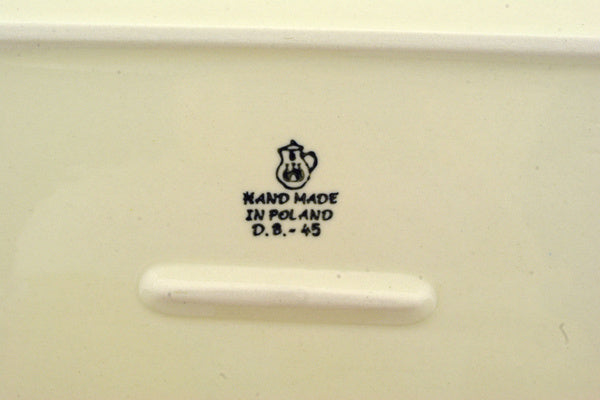 HAND MADE
IN POLAND
D.B.- 45